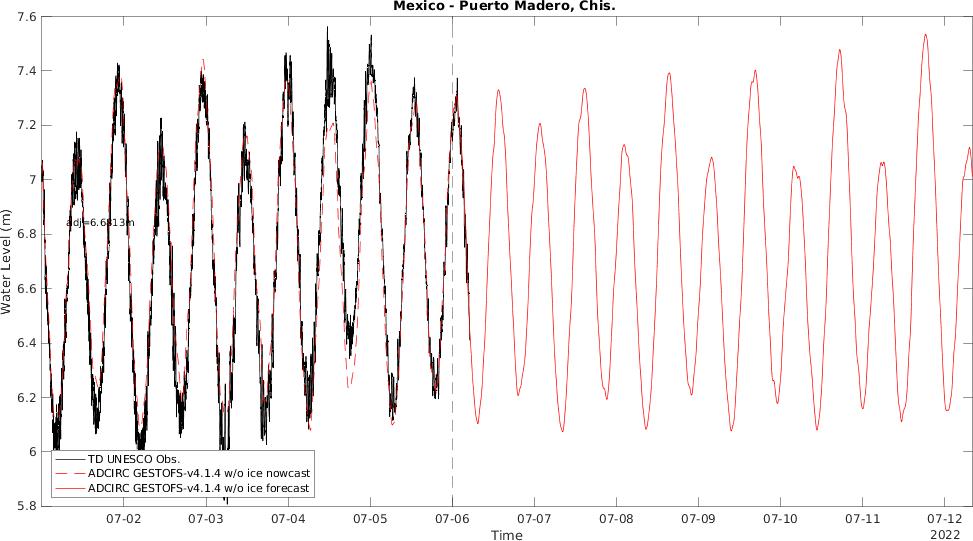 Mexico - Puerto Madero, Chis.
7.6
7.4
7.2
7
6.8
6.6
6.4
6.2
6
5.8
Water Level (m)
adj=6.6813m
TD UNESCO Obs.
ADCIRC GESTOFS-v4.1.4 w/o ice nowcast
ADCIRC GESTOFS-v4.1.4 w/o ice forecast
07-02 07-03 07-04 07-05 07-06 07-07 07-08 07-09 07-10 07-11 07-12
Time
2022